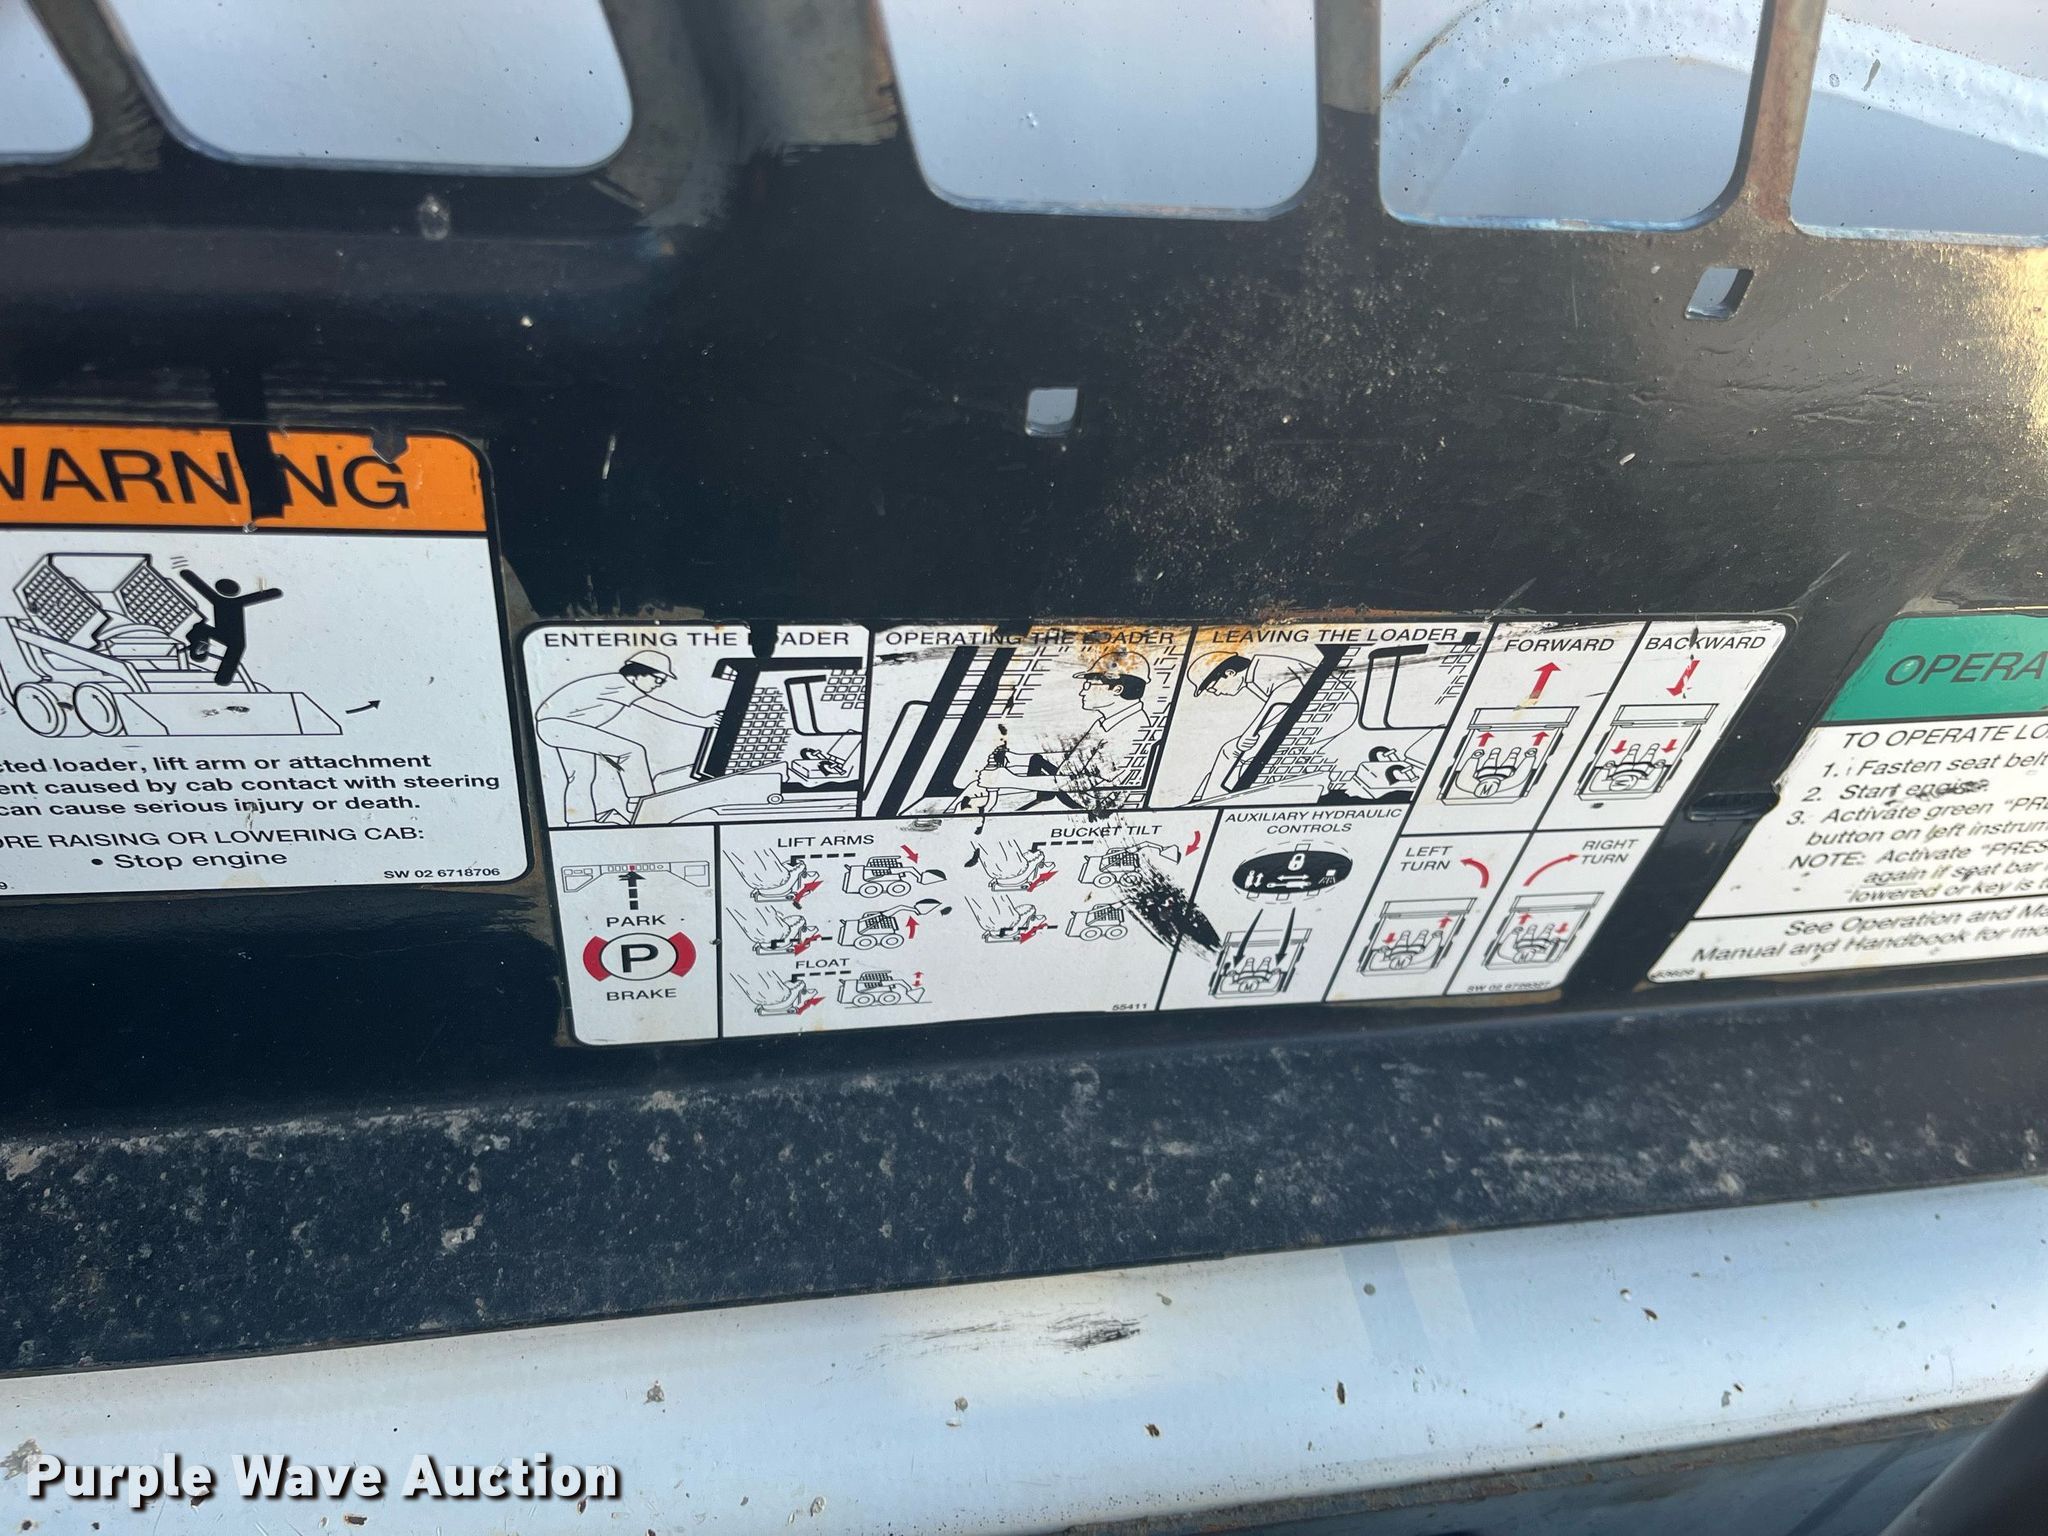 WARNING
cted loader, lift arm or attachment
ent caused by cab contact with steering
can cause serious injury or death.
ORE RAISING OR LOWERING CAB:
• Stop engine
9.
SW 02 6718706
ENTERING THE LOADER
OPERATING THE LOADER
LEAVING THE LOADER
FORWARD
BACKWARD
M
PARK
P
BRAKE
LIFT ARMS
FLOAT
BUCKET TILT
55411
AUXILIARY HYDRAULIC
CONTROLS
M
LEFT
TURN
M
RIGHT
TURN
M
OPERA
TO OPERATE LO
1. Fasten seat belt
2. Start engine.
3. Activate green "PRE
button on left instrum
NOTE: Activate "PRES
again if seat bar
lowered or key is t
See Operation and Ma
Manual and Handbook for mo
Purple Wave Auction